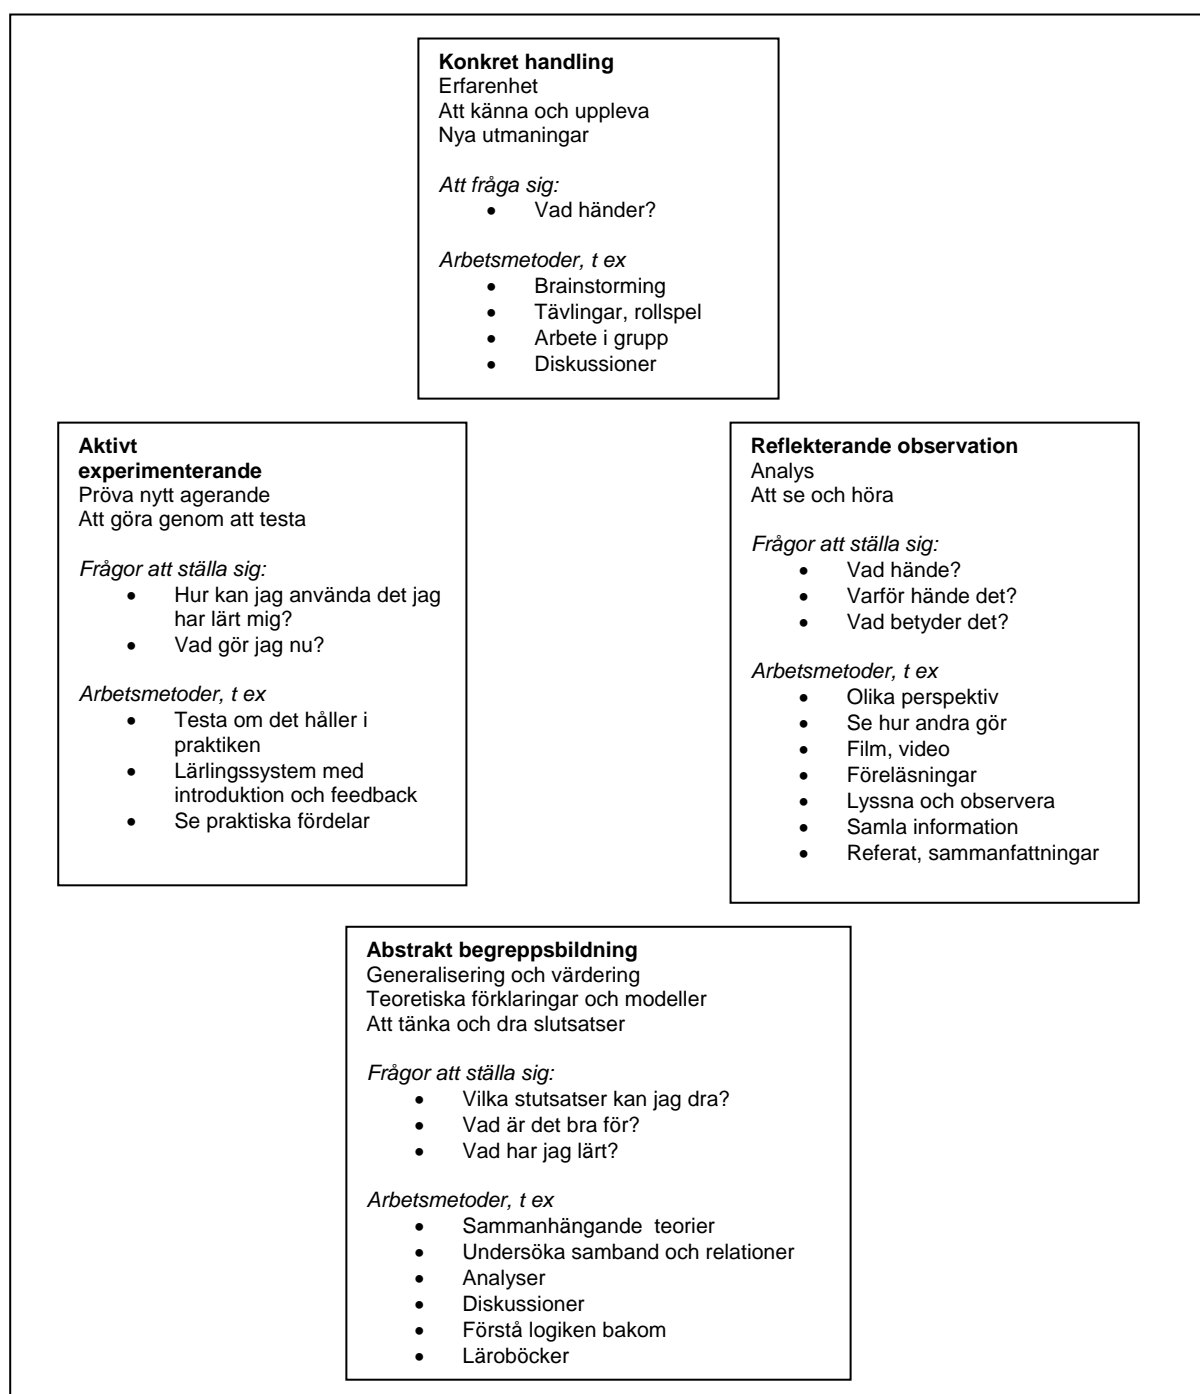 Konkret handling
Erfarenhet
Att känna och uppleva
Nya utmaningar
Att fråga sig:
• Vad händer?
Arbetsmetoder, t ex
• Brainstorming
• Tävlingar, rollspel
• Arbete i grupp
• Diskussioner
Aktivt
experimenterande
Pröva nytt agerande
Att göra genom att testa
Frågor att ställa sig:
• Hur kan jag använda det jag
har lärt mig?
• Vad gör jag nu?
Arbetsmetoder, t ex
• Testa om det håller i
praktiken
• Lärlingssystem med
introduktion och feedback
• Se praktiska fördelar
Reflekterande observation
Analys
Att se och höra
Frågor att ställa sig:
• Vad hände?
• Varför hände det?
• Vad betyder det?
Arbetsmetoder, t ex
• Olika perspektiv
• Se hur andra gör
• Film, video
• Föreläsningar
• Lyssna och observera
• Samla information
• Referat, sammanfattningar
Abstrakt begreppsbildning
Generalisering och värdering
Teoretiska förklaringar och modeller
Att tänka och dra slutsatser
Frågor att ställa sig:
• Vilka stutsatser kan jag dra?
• Vad är det bra för?
• Vad har jag lärt?
Arbetsmetoder, t ex
• Sammanhängande  teorier
• Undersöka samband och relationer
• Analyser
• Diskussioner
• Förstå logiken bakom
• Läroböcker